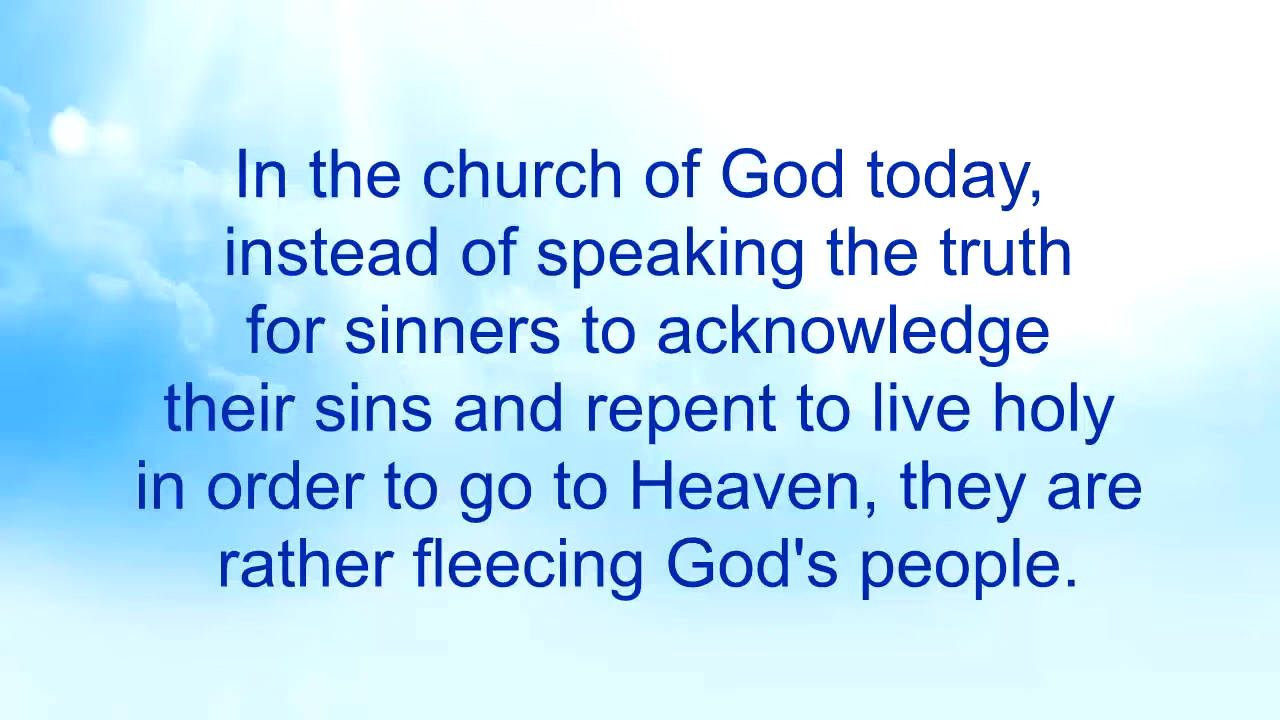 In the church of God today,
instead of speaking the truth
for sinners to acknowledge
their sins and repent to live holy
in order to go to Heaven, they are
rather fleecing God's people.